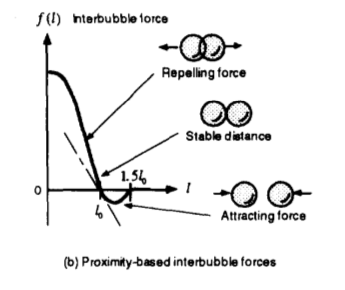 f(l) Interbubble force
Repelling force
Stable distance
1.5l₀
0
l₀
l
Attracting force
(b) Proximity-based interbubble forces